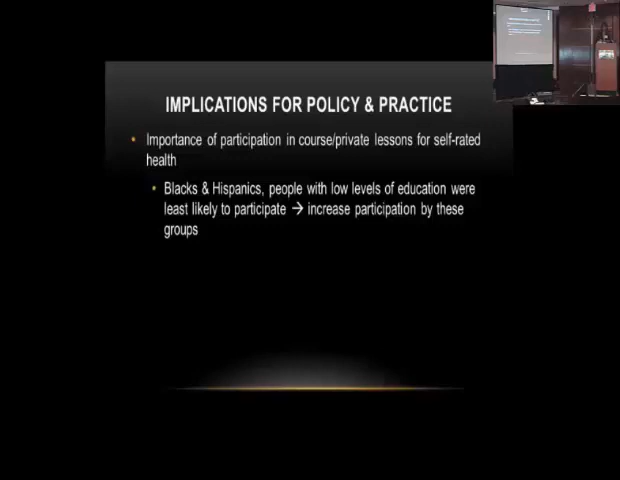 IMPLICATIONS FOR POLICY & PRACTICE
• Importance of participation in course/private lessons for self-rated
health
• Blacks & Hispanics, people with low levels of education were
least likely to participate → increase participation by these
groups